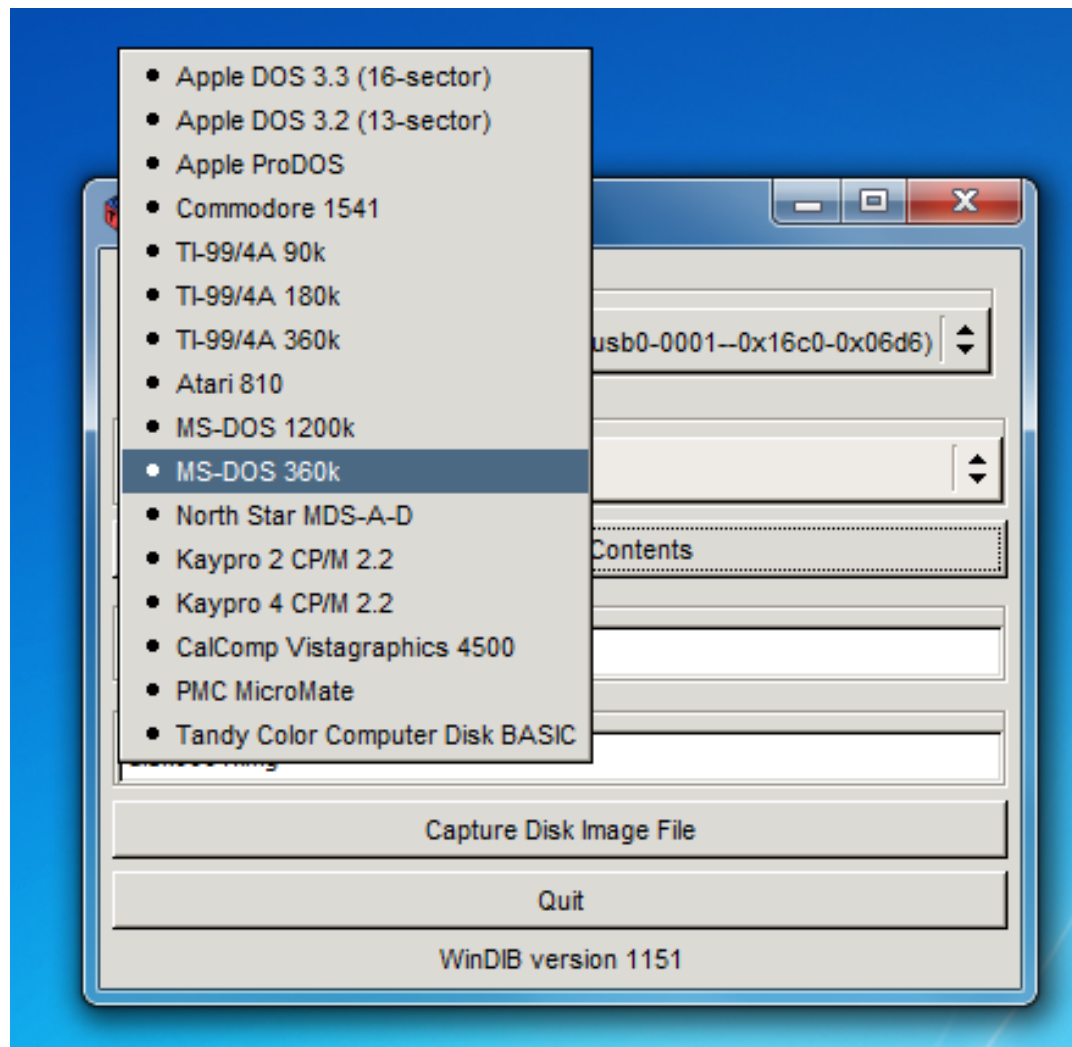 Apple DOS 3.3 (16-sector)
Apple DOS 3.2 (13-sector)
Apple ProDOS
Commodore 1541
TI-99/4A 90k
TI-99/4A 180k
TI-99/4A 360k
usb0-0001--0x16c0-0x06d6)
Atari 810
MS-DOS 1200k
MS-DOS 360k
North Star MDS-A-D
Kaypro 2 CP/M 2.2
Contents
Kaypro 4 CP/M 2.2
CalComp Vistagraphics 4500
PMC MicroMate
Tandy Color Computer Disk BASIC
Capture Disk Image File
Quit
WinDIB version 1151